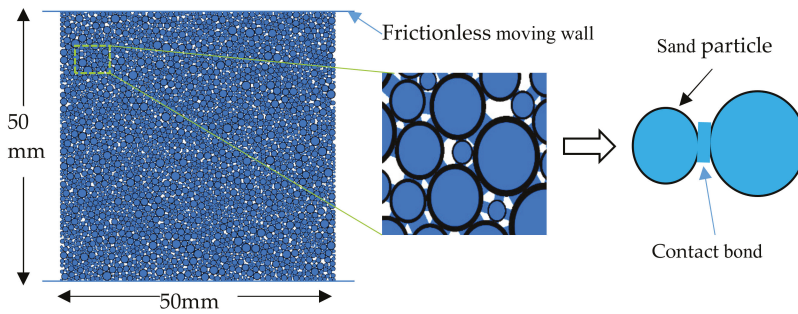 Frictionless moving wall
Sand particle
50
mm
Contact bond
50mm